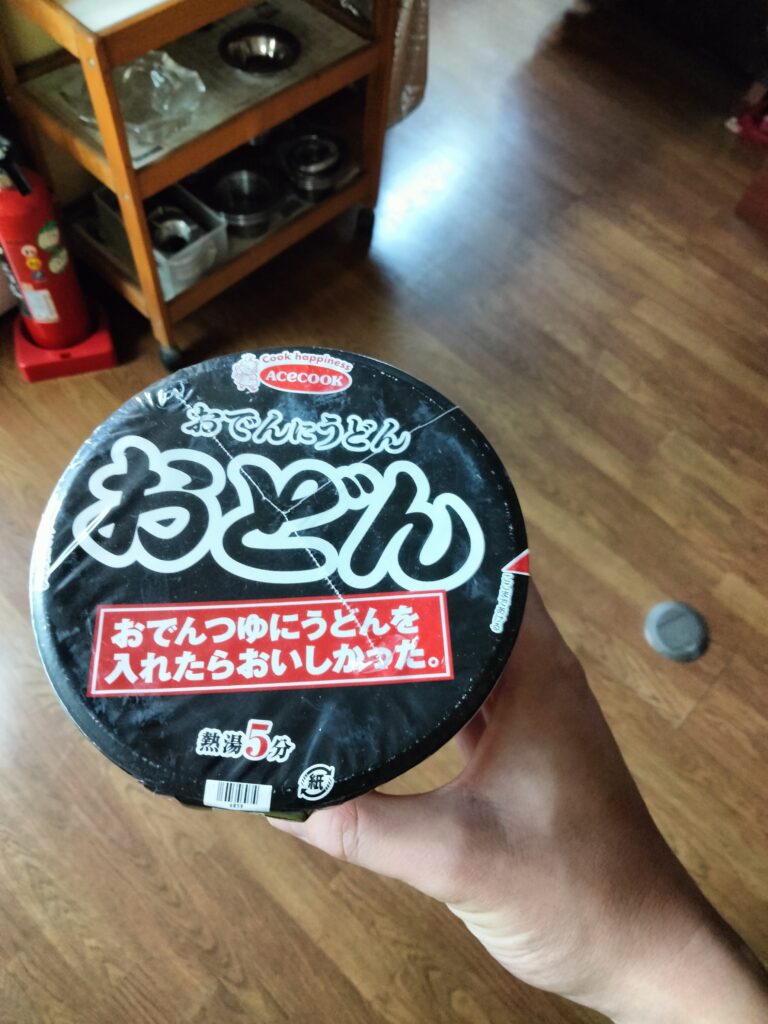 Cook happiness
Acecook
おでんにうどん
おどん
おでんつゆにうどんを
入れたらおいしかった。
熱湯5分
紙